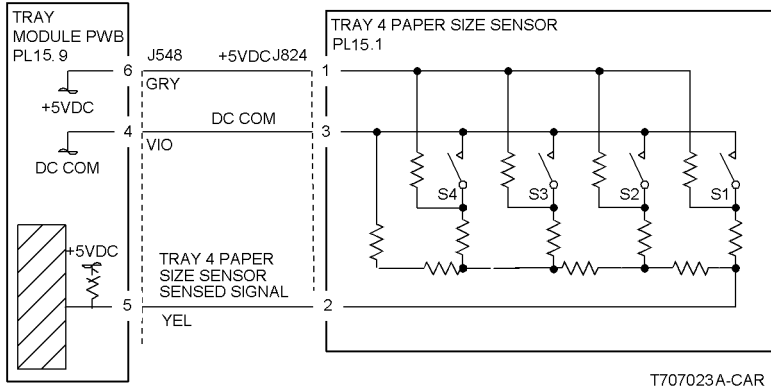 TRAY
MODULE PWB
PL15.9
TRAY 4 PAPER SIZE SENSOR
PL15.1
6 J548 +5VDC J824 1
GRY
+5VDC
4 DC COM 3
VIO
DC COM
S4 S3 S2 S1
+5VDC
TRAY 4 PAPER
SIZE SENSOR
SENSED SIGNAL
5 2
YEL
T707023A-CAR